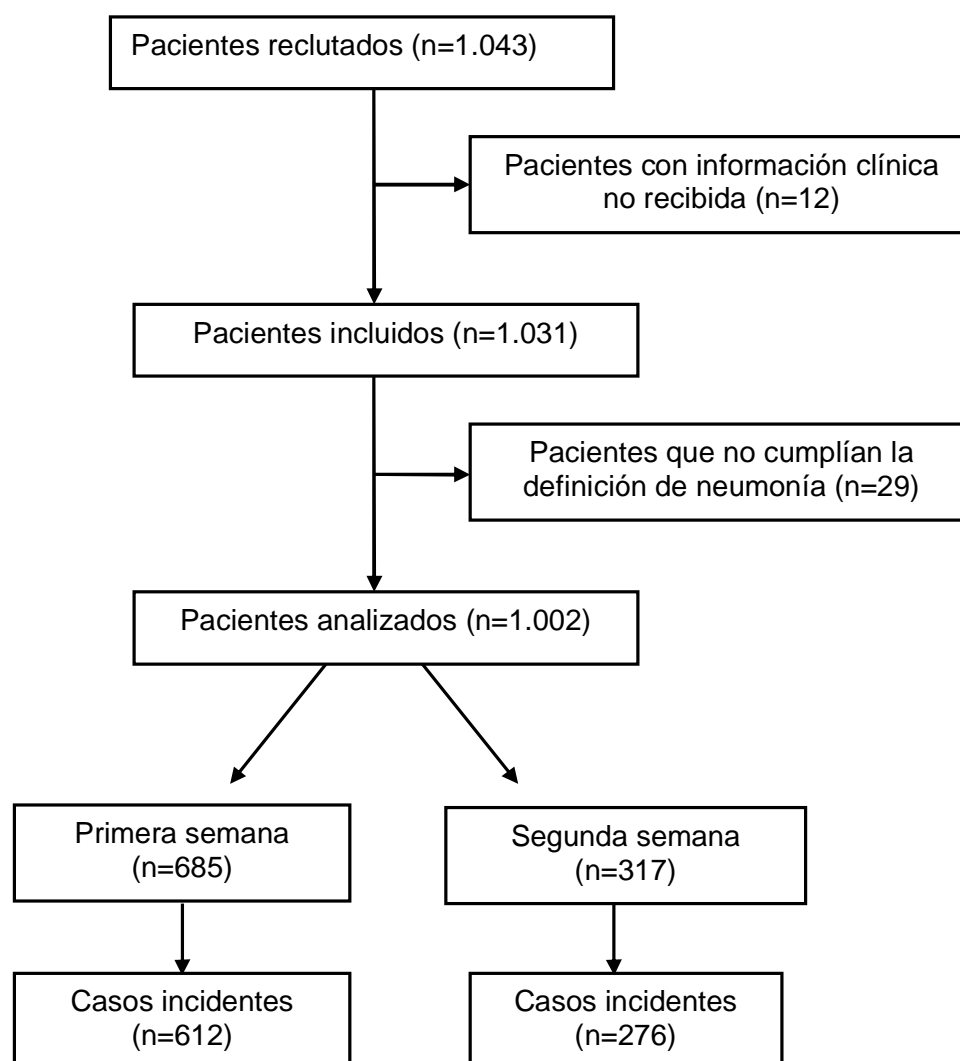 Pacientes reclutados (n=1.043)
Pacientes con información clínica
no recibida (n=12)
Pacientes incluidos (n=1.031)
Pacientes que no cumplían la
definición de neumonía (n=29)
Pacientes analizados (n=1.002)
Primera semana
(n=685)
Segunda semana
(n=317)
Casos incidentes
(n=612)
Casos incidentes
(n=276)